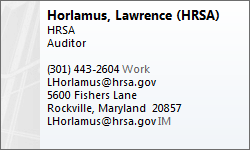 Horlamus, Lawrence (HRSA)
HRSA
Auditor
(301) 443-2604 Work
LHorlamus@hrsa.gov
5600 Fishers Lane
Rockville, Maryland  20857
LHorlamus@hrsa.gov IM